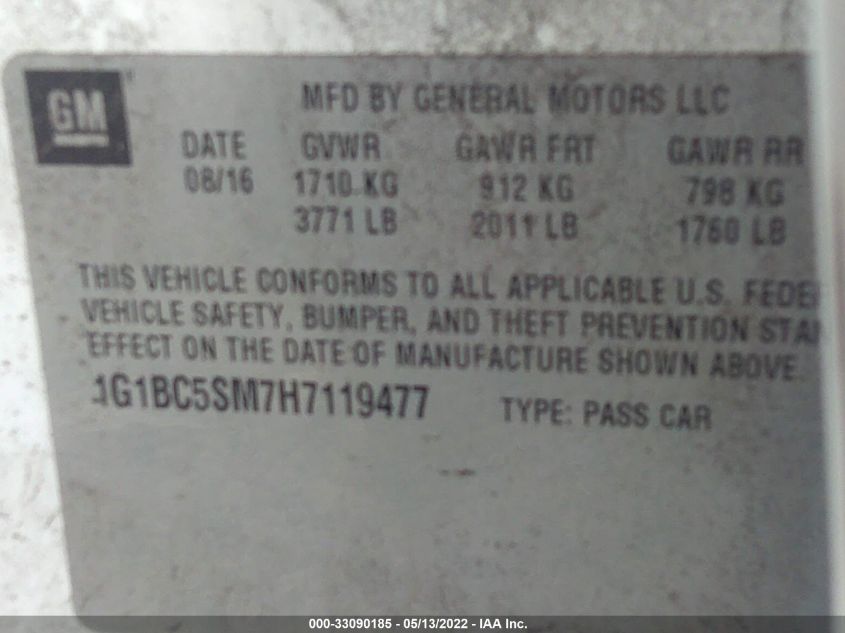 GM
MFD BY GENERAL MOTORS LLC
DATE GVWR GAWR FRT GAWR RR
08/16 1710 KG 912 KG 798 KG
3771 LB 2011 LB 1760 LB
THIS VEHICLE CONFORMS TO ALL APPLICABLE U.S.
VEHICLE SAFETY, BUMPER, AND THEFT PREVENTION
EFFECT ON THE DATE OF MANUFACTURE SHOWN ABOVE.
1G1BC5SM7H7119477 TYPE: PASS CAR
000-33090185 - 05/13/2022 - IAA Inc.